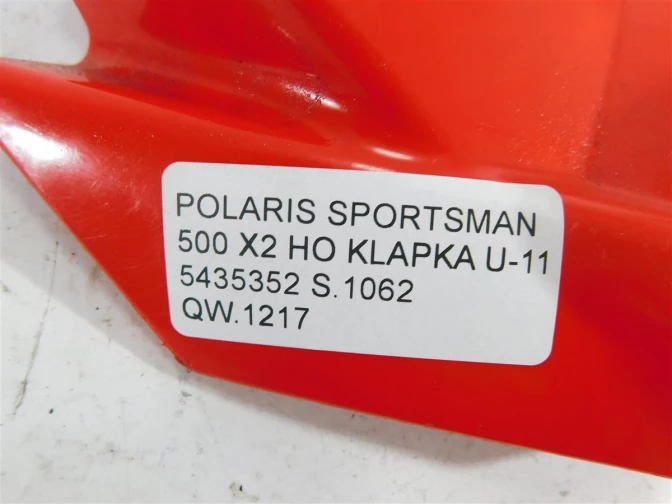 POLARIS SPORTSMAN
500 X2 HO KLAPKA U-11
5435352 S.1062
QW.1217